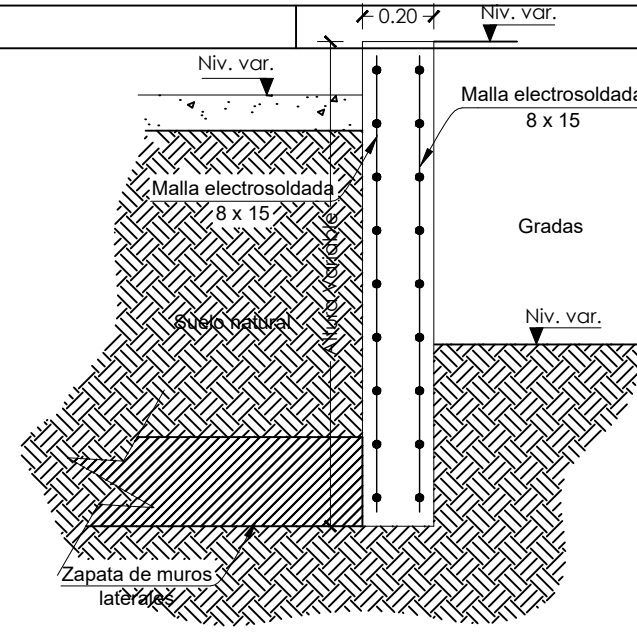 0.20
Niv. var.
Niv. var.
Malla electrosoldada
8 x 15
Malla electrosoldada
8 x 15
Altura variable
Gradas
Suelo natural
Niv. var.
Zapata de muros
laterales